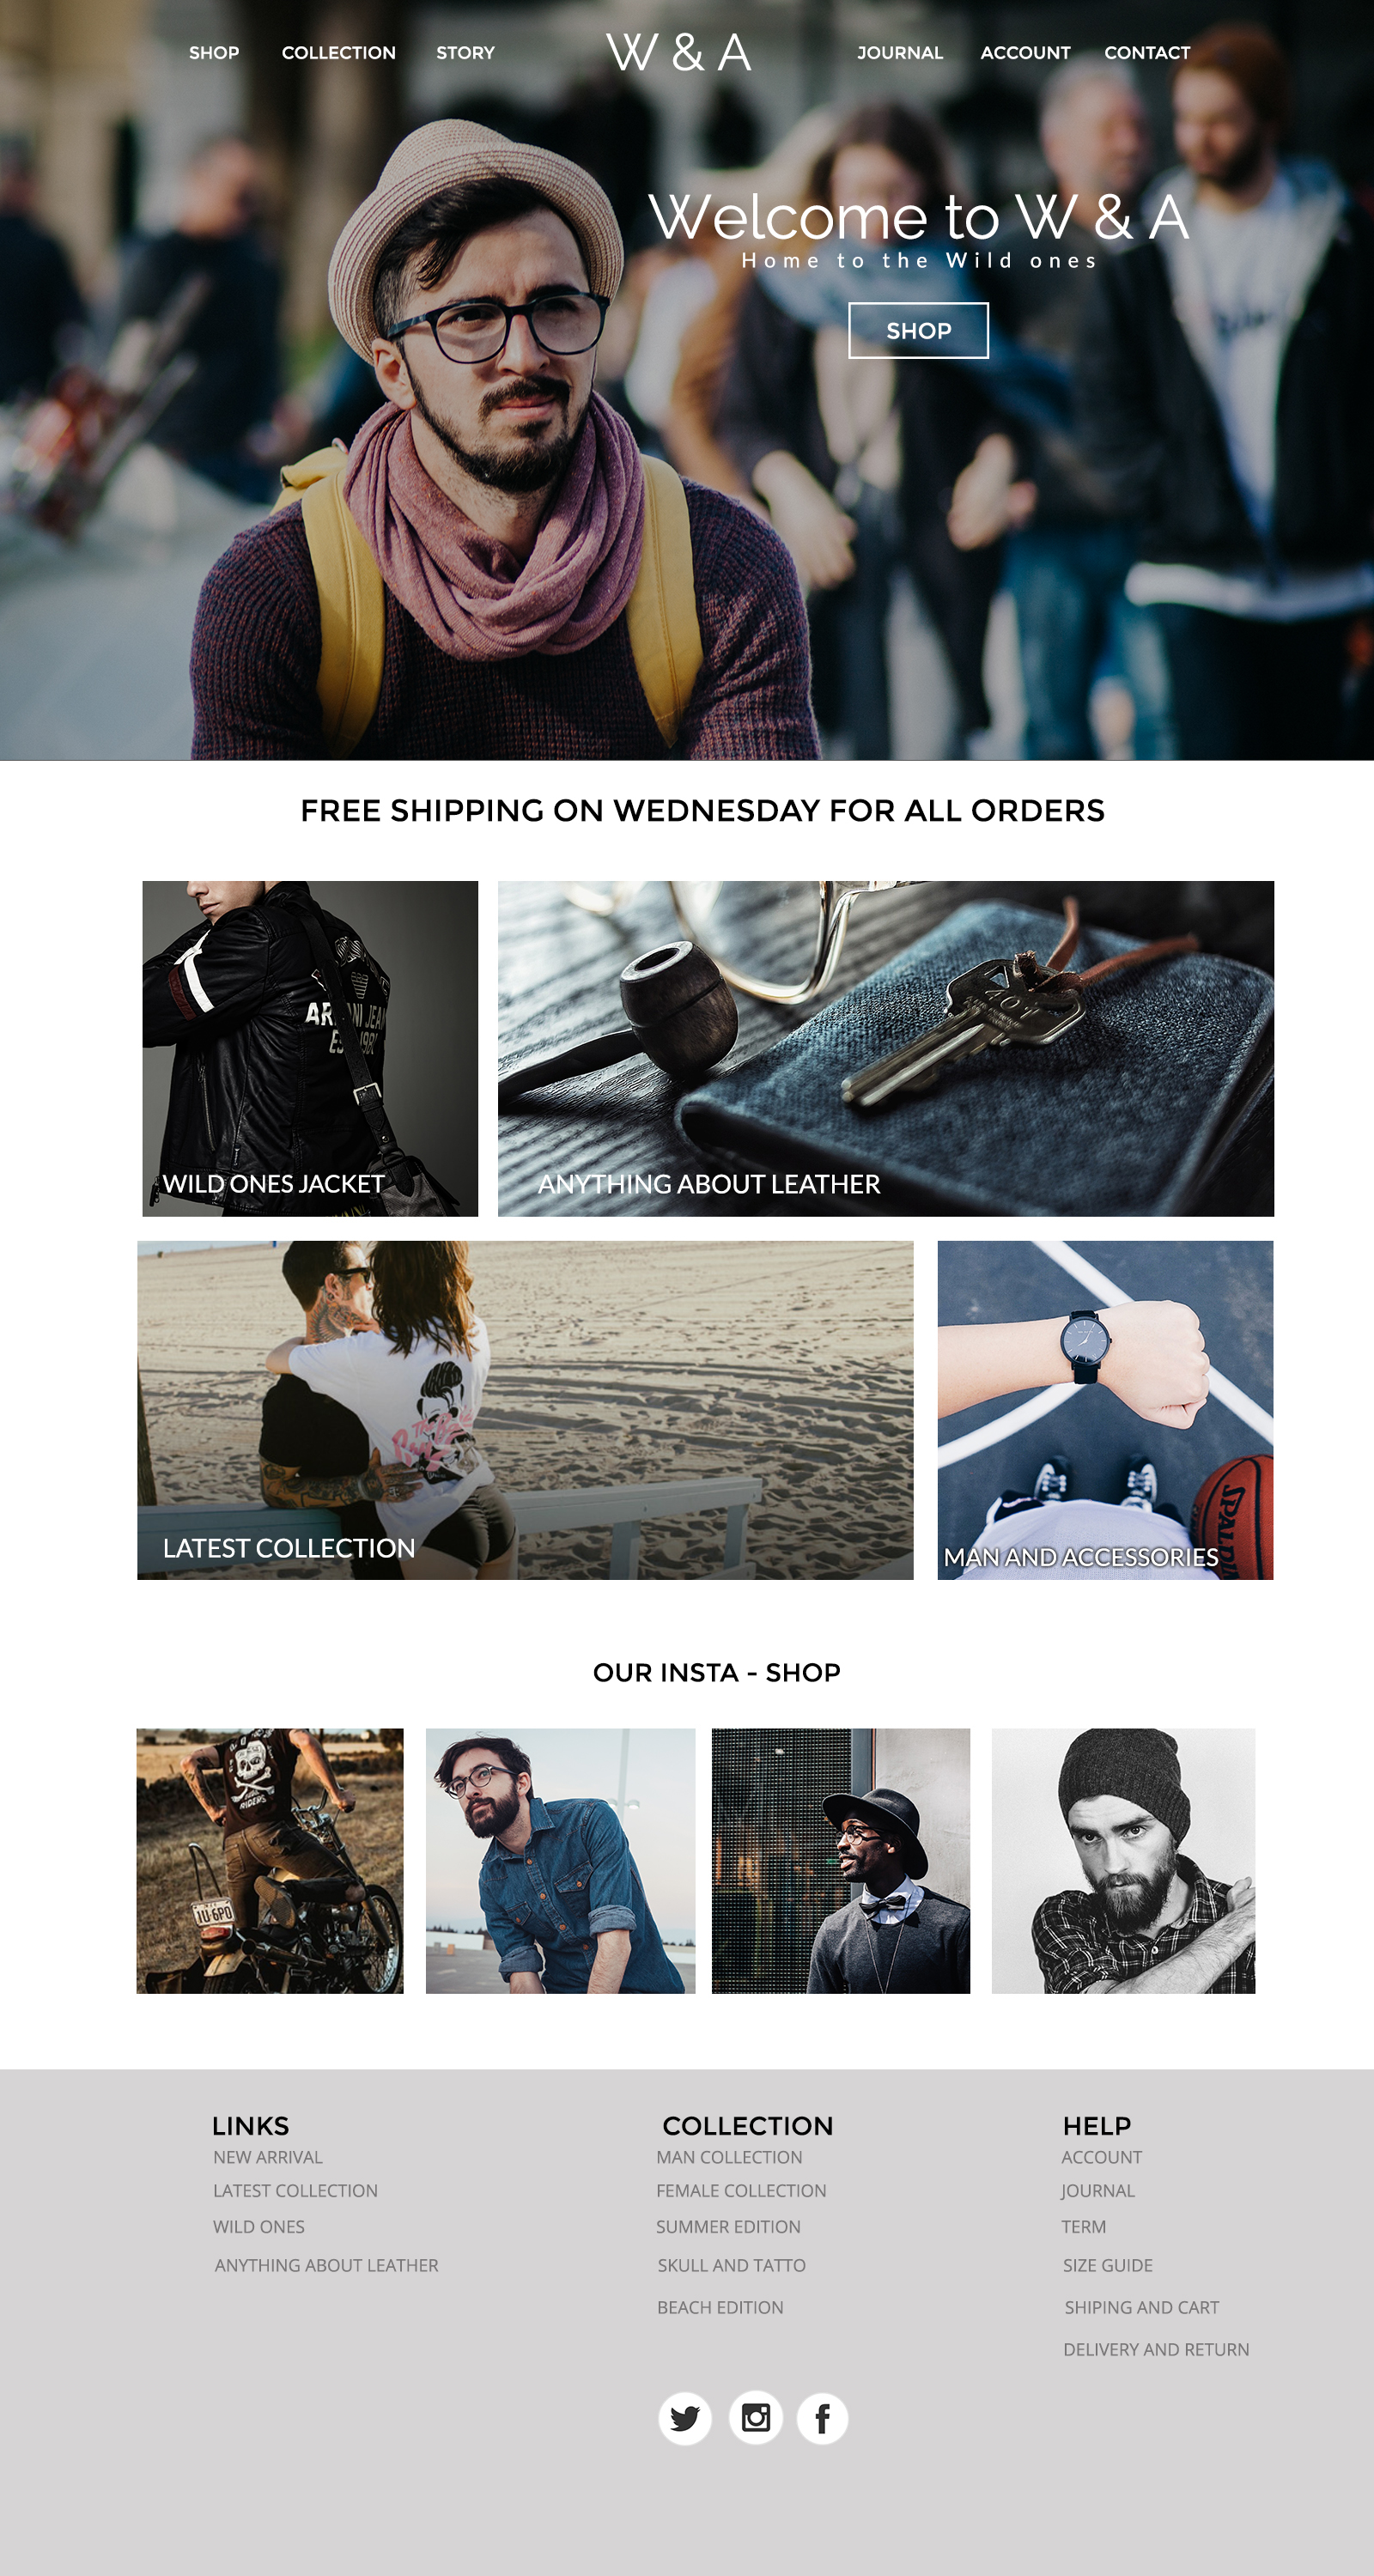 SHOP COLLECTION STORY W & A JOURNAL ACCOUNT CONTACT
Welcome to W & A
Home to the Wild ones
SHOP
FREE SHIPPING ON WEDNESDAY FOR ALL ORDERS
WILD ONES JACKET
ANYTHING ABOUT LEATHER
LATEST COLLECTION
SPALDI
MAN AND ACCESSORIES
OUR INSTA - SHOP
RIDERS
1U6PO
LINKS
NEW ARRIVAL
LATEST COLLECTION
WILD ONES
ANYTHING ABOUT LEATHER
COLLECTION
MAN COLLECTION
FEMALE COLLECTION
SUMMER EDITION
SKULL AND TATTO
BEACH EDITION
HELP
ACCOUNT
JOURNAL
TERM
SIZE GUIDE
SHIPING AND CART
DELIVERY AND RETURN